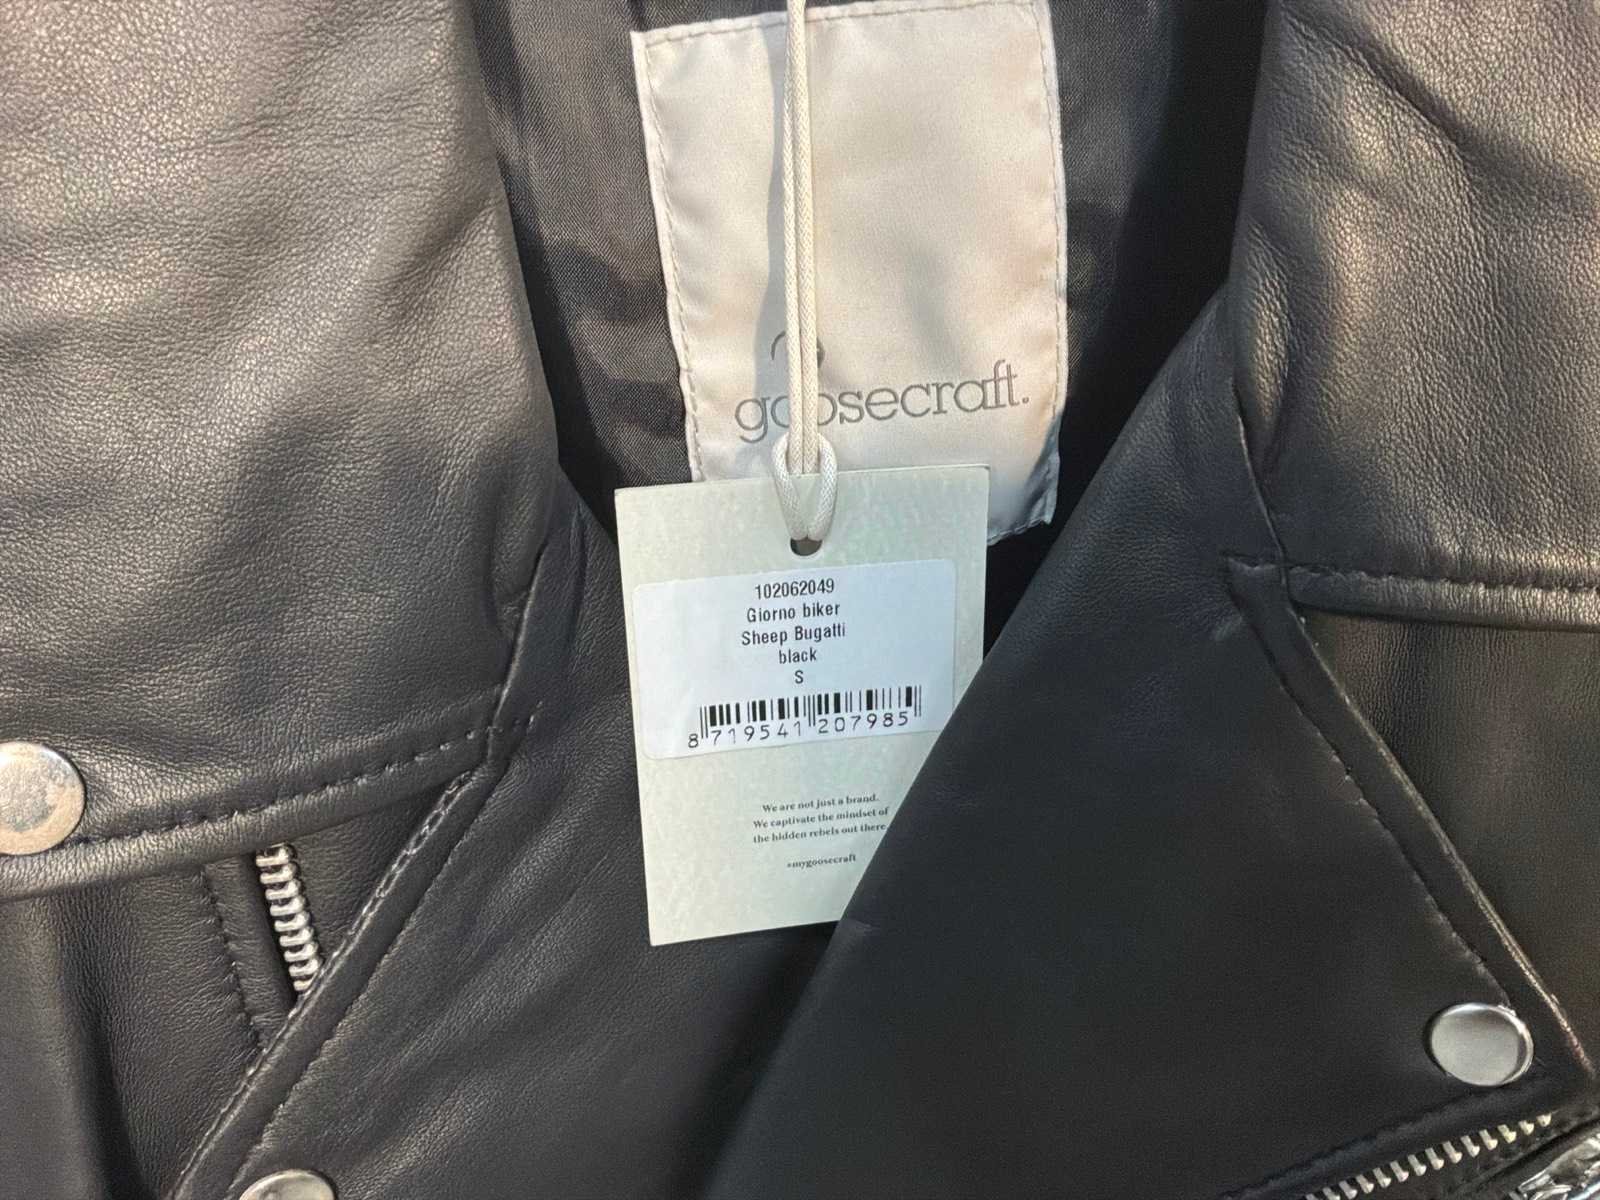 goosecraft.
102062049
Giorno biker
Sheep Bugatti
black
S
8 719541 207985
We are not just a brand.
We captivate the mindset of
the hidden rebels out there
#mygoosecraft